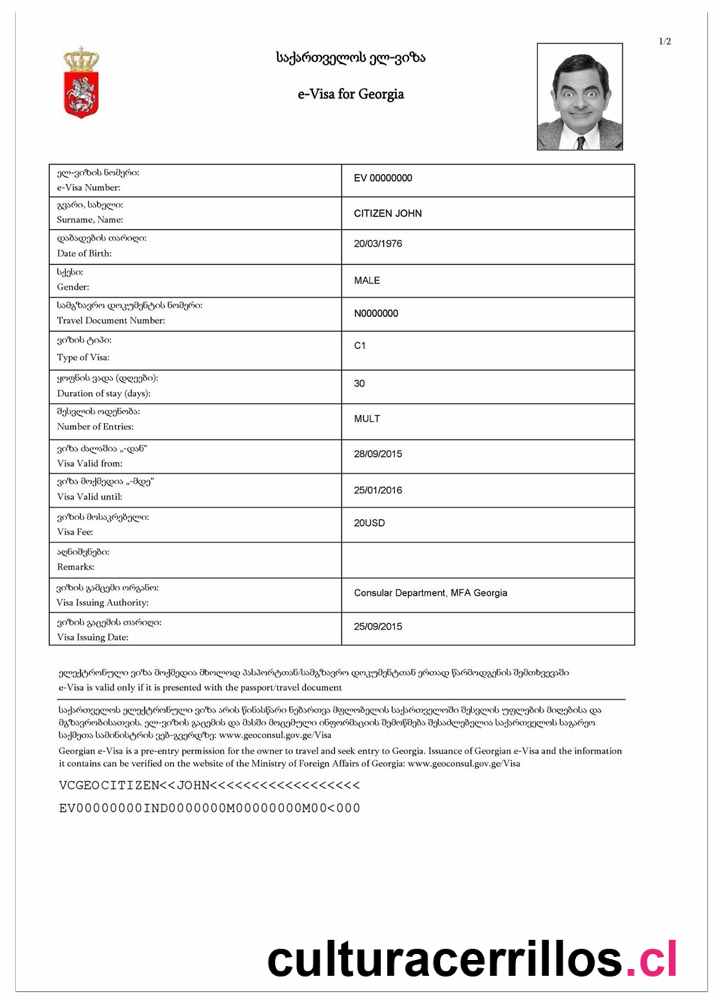 1/2
საქართველოს ელ-ვიზა
e-Visa for Georgia
ელ-ვიზის ნომერი:
e-Visa Number:
EV 00000000
გვარი, სახელი:
Surname, Name:
CITIZEN JOHN
დაბადების თარიღი:
Date of Birth:
20/03/1976
სქესი:
Gender:
MALE
სამგზავრო დოკუმენტის ნომერი:
Travel Document Number:
N0000000
ვიზის ტიპი:
Type of Visa:
C1
ყოფნის ვადა (დღეები):
Duration of stay (days):
30
შესვლის ოდენობა:
Number of Entries:
MULT
ვიზა ძალაშია „-დან“
Visa Valid from:
28/09/2015
ვიზა მოქმედია „-მდე“
Visa Valid until:
25/01/2016
ვიზის მოსაკრებელი:
Visa Fee:
20USD
აღნიშვნები:
Remarks:
ვიზის გამცემი ორგანო:
Visa Issuing Authority:
Consular Department, MFA Georgia
ვიზის გაცემის თარიღი:
Visa Issuing Date:
25/09/2015
ელექტრონული ვიზა მოქმედია მხოლოდ პასპორტთან/სამგზავრო დოკუმენტთან ერთად წარმოდგენის შემთხვევაში
e-Visa is valid only if it is presented with the passport/travel document
საქართველოს ელექტრონული ვიზა არის წინასწარი ნებართვა მფლობელის საქართველოში შესვლის უფლების მიღებისა და
მგზავრობისათვის. ელ-ვიზის გაცემის და მასში მოცემული ინფორმაციის შემოწმება შესაძლებელია საქართველოს საგარეო
საქმეთა სამინისტრის ვებ-გვერდზე: www.geoconsul.gov.ge/Visa
Georgian e-Visa is a pre-entry permission for the owner to travel and seek entry to Georgia. Issuance of Georgian e-Visa and the information
it contains can be verified on the website of the Ministry of Foreign Affairs of Georgia: www.geoconsul.gov.ge/Visa
VCGEOCITIZEN<<JOHN<<<<<<<<<<<<<<<<<<
EV00000000IND0000000M00000000M00<000
culturacerrillos.cl